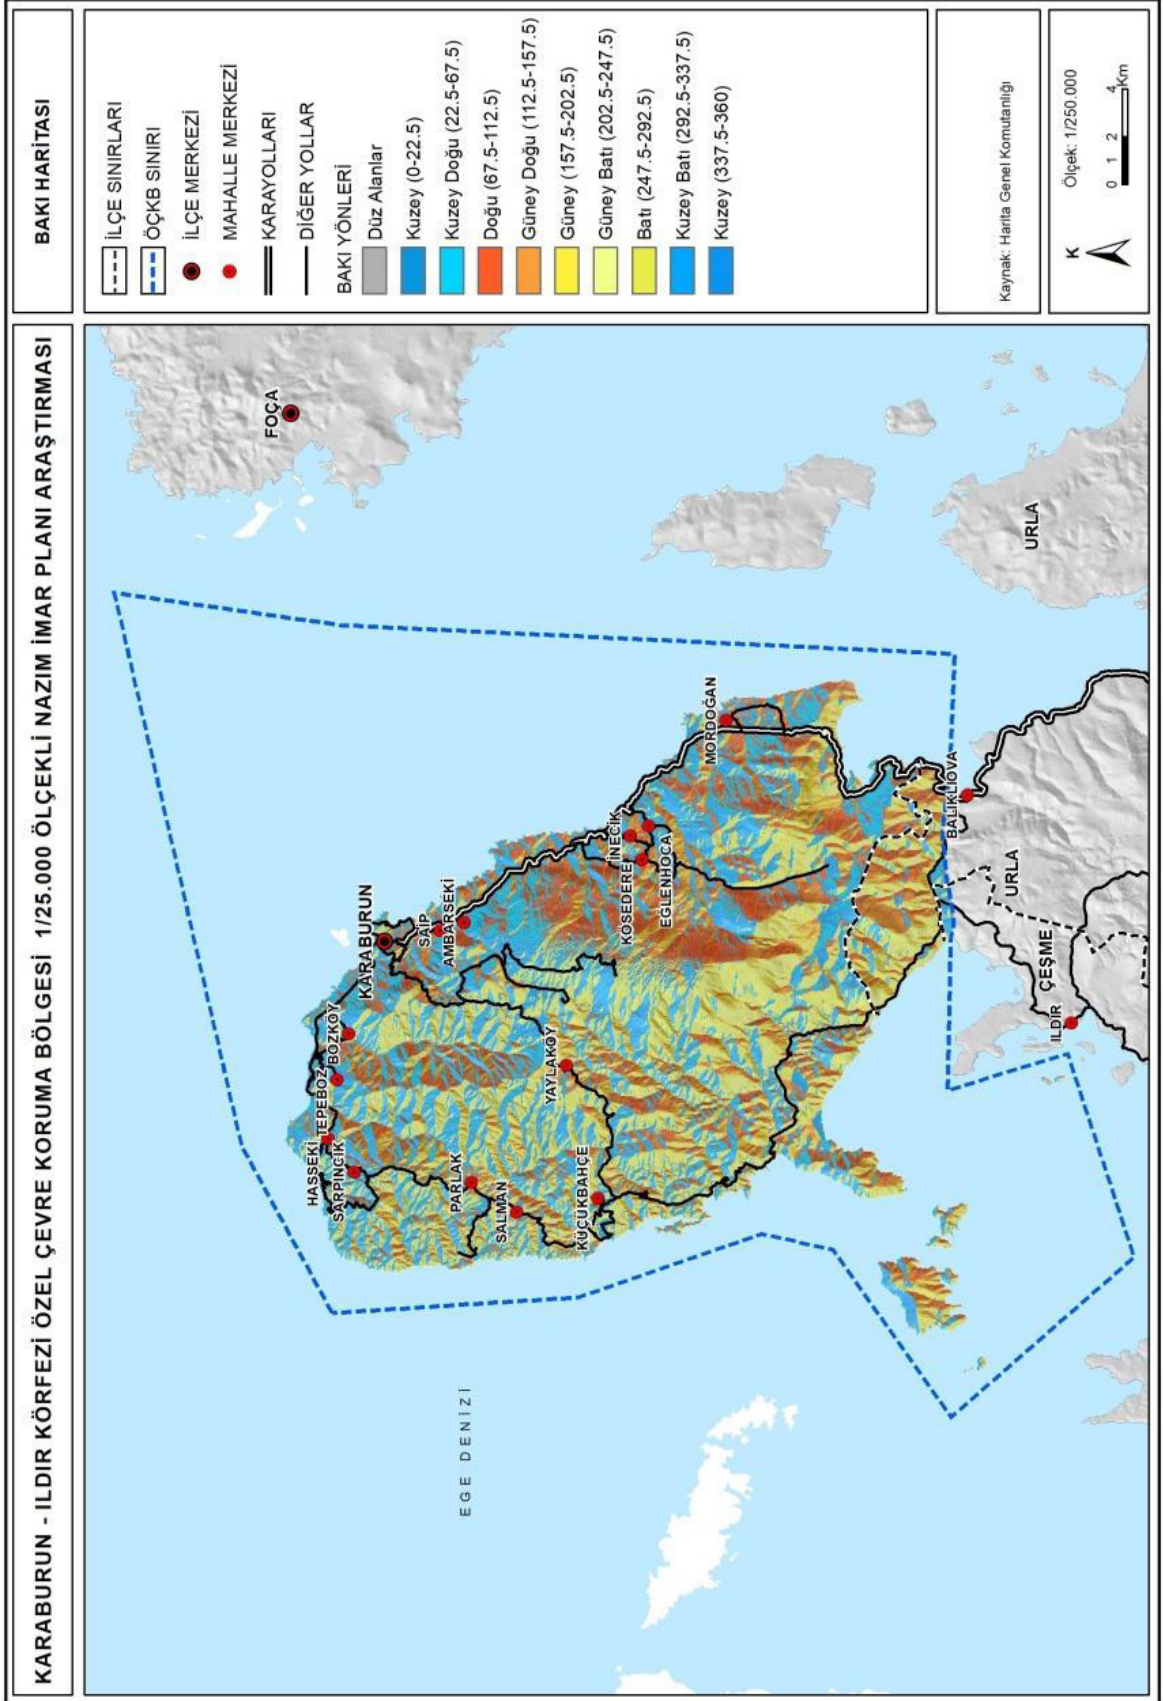 KARABURUN - ILDIR KÖRFEZİ ÖZEL ÇEVRE KORUMA BÖLGESİ 1/25.000 ÖLÇEKLİ NAZIM İMAR PLANI ARAŞTIRMASI
BAKI HARİTASI
FOÇA
KARABURUN
SAİP
AMBARSEKİ
BOZKÖY
TEPEBOZ
HASSEKİ
SARPINCIK
PARLAK
SALMAN
KÜÇÜKBAHÇE
YAYLAKÖY
KÖSEDERE
İNECİK
EĞLENHOCA
MORDOĞAN
BALIKLIOVA
URLA
URLA
ÇEŞME
ILDIR
EGE DENİZİ
İLÇE SINIRLARI
ÖÇKB SINIRI
İLÇE MERKEZİ
MAHALLE MERKEZİ
KARAYOLLARI
DİĞER YOLLAR
BAKI YÖNLERİ
Düz Alanlar
Kuzey (0-22.5)
Kuzey Doğu (22.5-67.5)
Doğu (67.5-112.5)
Güney Doğu (112.5-157.5)
Güney (157.5-202.5)
Güney Batı (202.5-247.5)
Batı (247.5-292.5)
Kuzey Batı (292.5-337.5)
Kuzey (337.5-360)
Kaynak: Harita Genel Komutanlığı
K
Ölçek: 1/250.000
0 1 2 4 Km